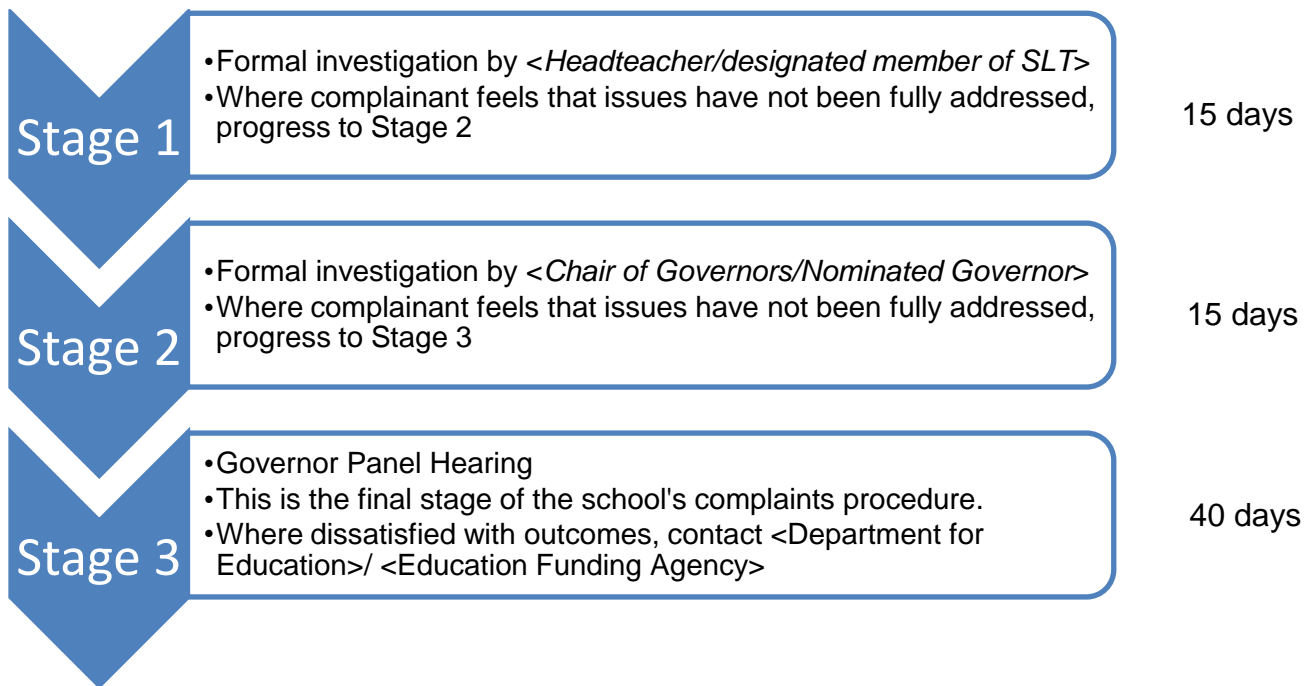 Stage 1
•Formal investigation by <Headteacher/designated member of SLT>
•Where complainant feels that issues have not been fully addressed,
progress to Stage 2
15 days
Stage 2
•Formal investigation by <Chair of Governors/Nominated Governor>
•Where complainant feels that issues have not been fully addressed,
progress to Stage 3
15 days
Stage 3
•Governor Panel Hearing
•This is the final stage of the school's complaints procedure.
•Where dissatisfied with outcomes, contact <Department for
Education>/ <Education Funding Agency>
40 days